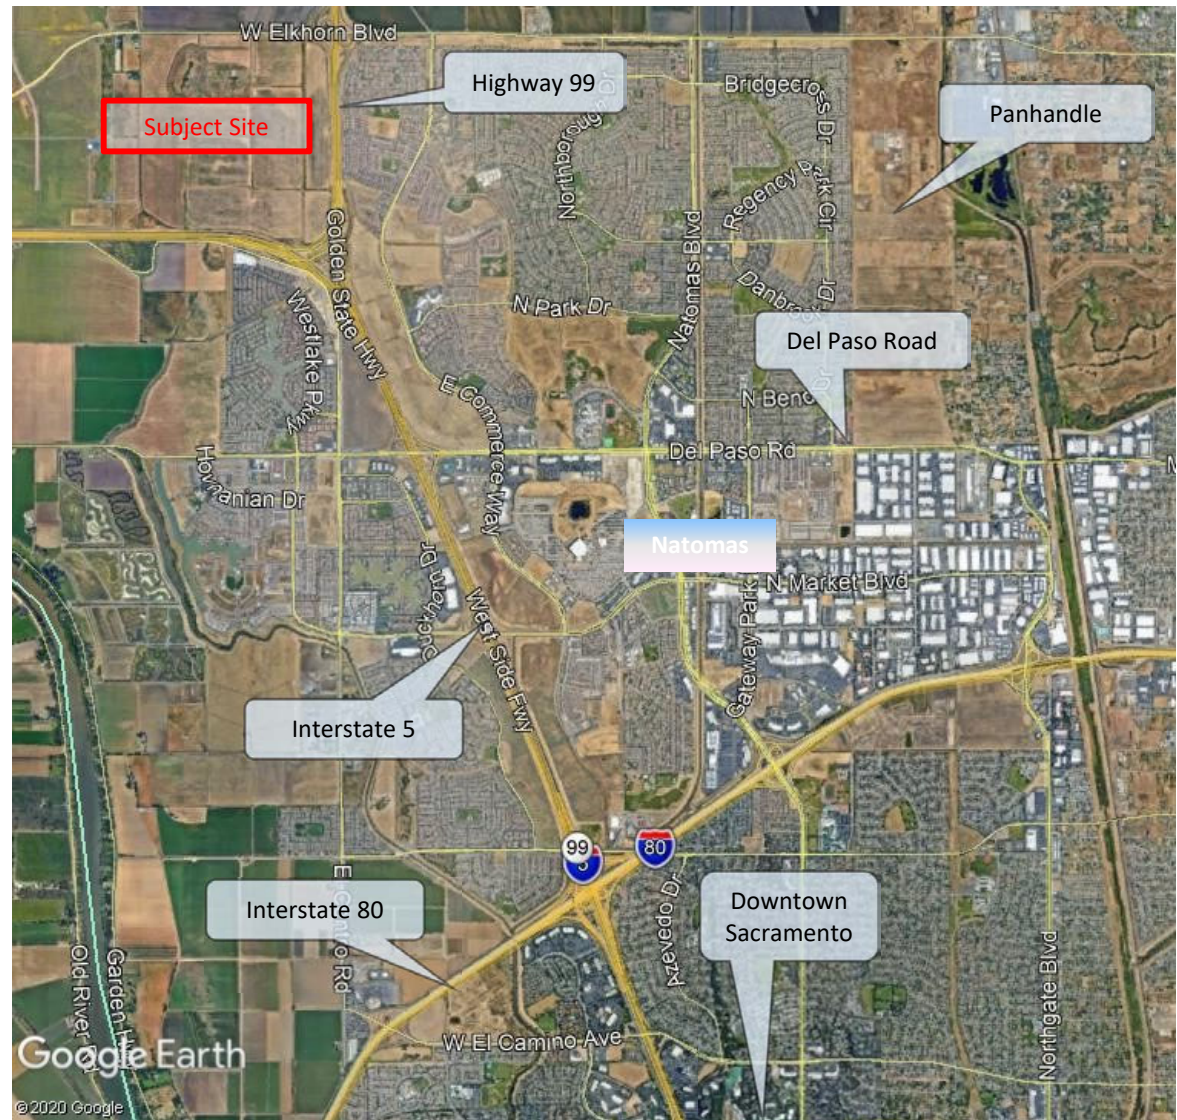 W Elkhorn Blvd
Highway 99
Bridgecross Dr
Panhandle
Subject Site
Northborough Dr
Regency Park Cir
Golden State Hwy
Natomas Blvd
Danbrook Dr
Westlake Pkwy
N Park Dr
Del Paso Road
E Commerce Way
N Bend Dr
Del Paso Rd
Hovnanian Dr
Natomas
Duckhorn Dr
N Market Blvd
West Side Fwy
Gateway Park
Interstate 5
99
5
80
Interstate 80
Azevedo Dr
Downtown
Sacramento
Old River Rd
Garden Hwy
Northgate Blvd
W El Camino Ave
Google Earth
©2020 Google